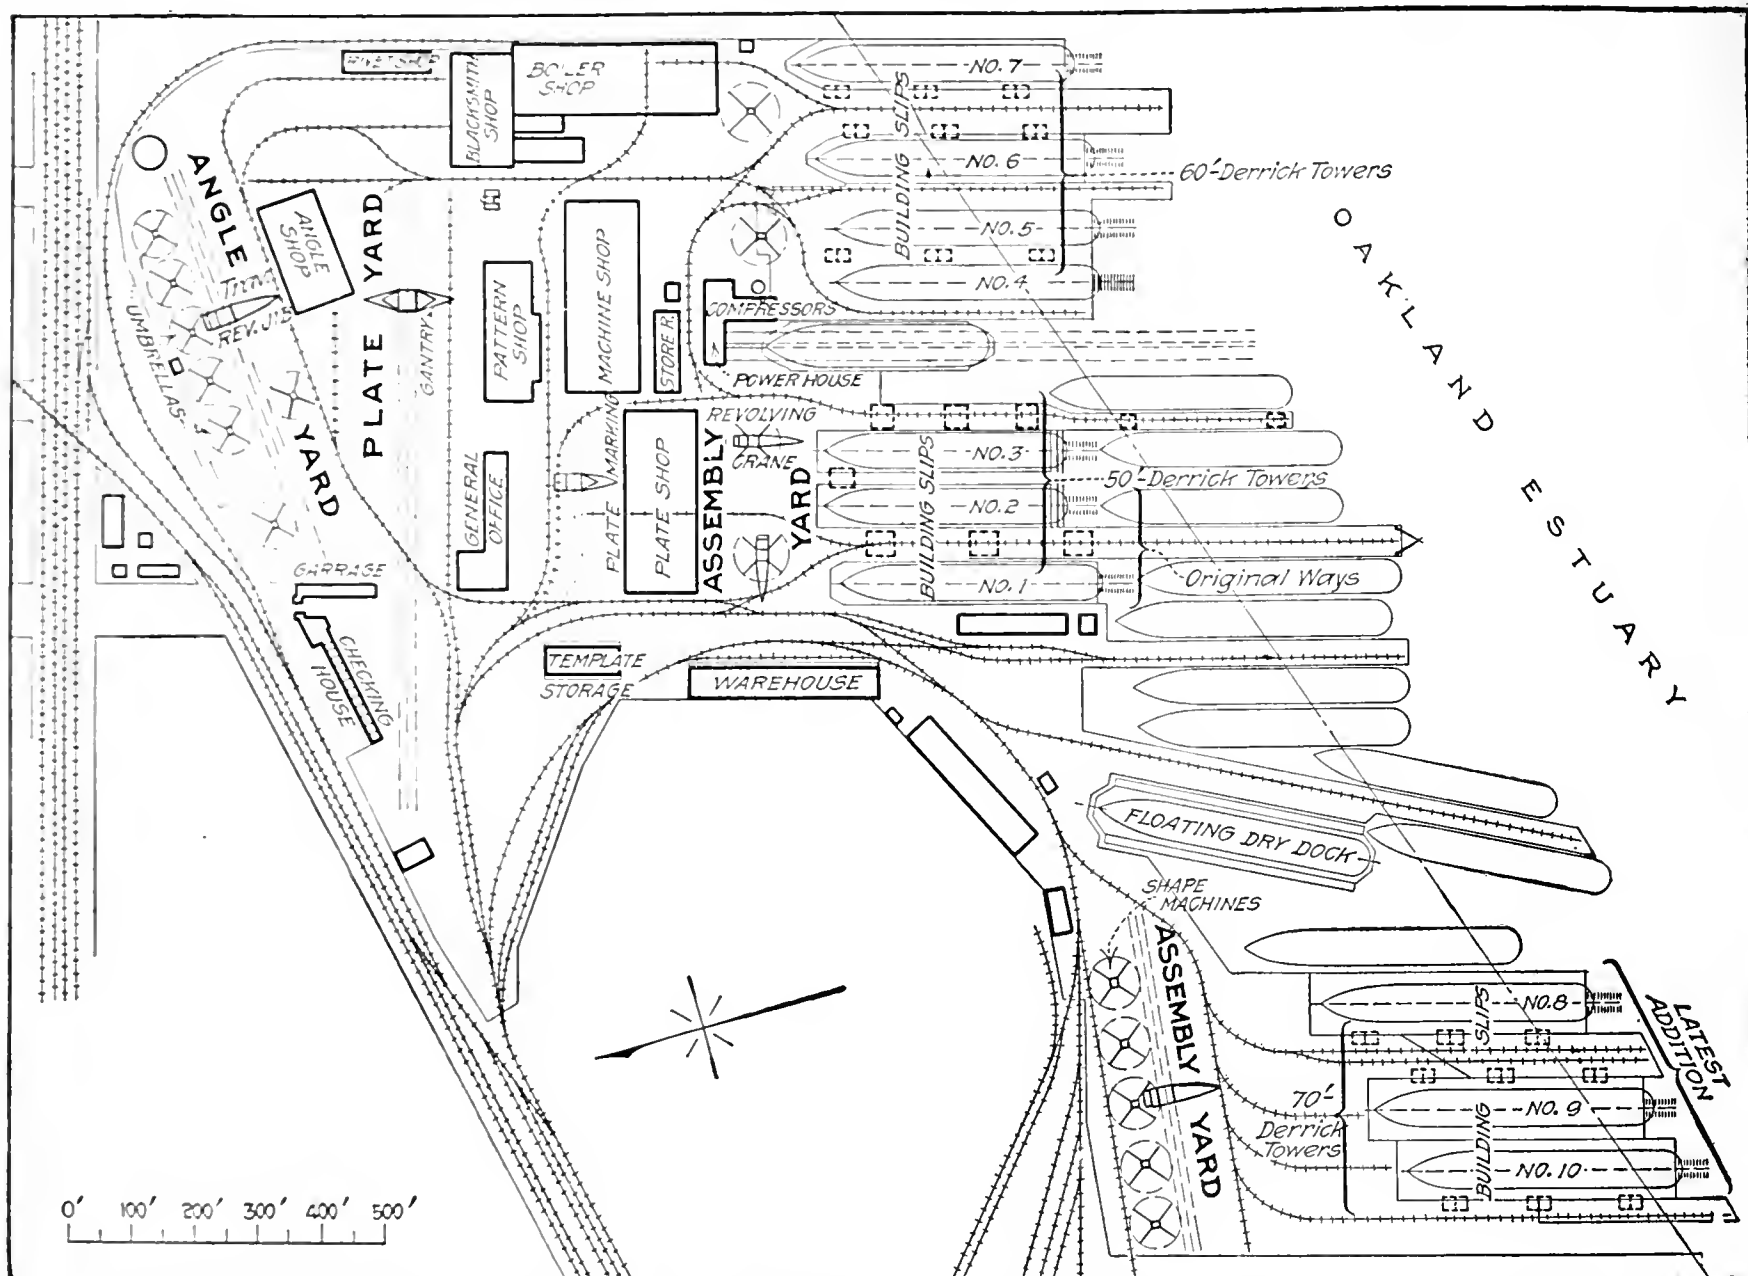 RIVET SHOP
BLACKSMITH
SHOP
BOILER
SHOP
NO. 7
BUILDING SLIPS
NO. 6
60'-Derrick Towers
NO. 5
NO. 4
ANGLE
YARD
ANGLE
SHOP
PLATE YARD
REV. JIB
UMBRELLAS
GANTRY
PATTERN
SHOP
MACHINE SHOP
STORE R.
COMPRESSORS
POWER HOUSE
OAKLAND ESTUARY
REVOLVING
CRANE
ASSEMBLY
YARD
PLATE MARKING
PLATE SHOP
GENERAL
OFFICE
BUILDING SLIPS
NO. 3
50'-Derrick Towers
NO. 2
NO. 1
Original Ways
GARRAGE
CHECKING
HOUSE
TEMPLATE
STORAGE
WAREHOUSE
FLOATING DRY DOCK
SHAPE
MACHINES
ASSEMBLY
YARD
BUILDING SLIPS
NO. 8
NO. 9
NO. 10
LATEST
ADDITION
70'-
Derrick
Towers
0' 100' 200' 300' 400' 500'